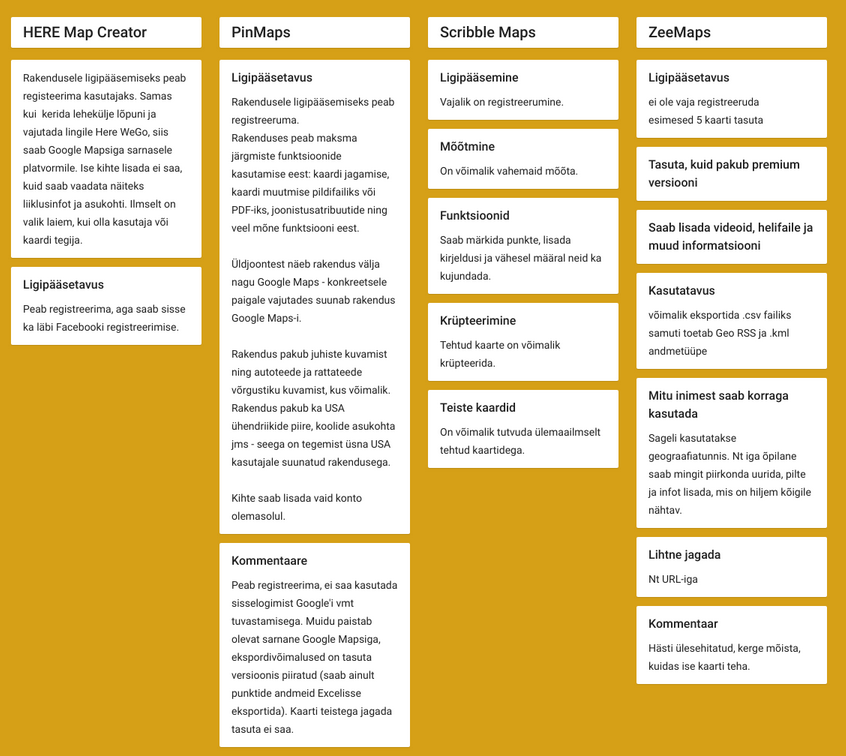 HERE Map Creator
Rakendusele ligipääsemiseks peab
registeerima kasutajaks. Samas
kui  kerida lehekülje lõpuni ja
vajutada lingile Here WeGo, siis
saab Google Mapsiga sarnasele
platvormile. Ise kihte lisada ei saa,
kuid saab vaadata näiteks
liiklusinfot ja asukohti. Ilmselt on
valik laiem, kui olla kasutaja või
kaardi tegija.
Ligipääsetavus
Peab registreerima, aga saab sisse
ka läbi Facebooki registreerimise.
PinMaps
Ligipääsetavus
Rakendusele ligipääsemiseks peab
registreeruma.
Rakenduses peab maksma
järgmiste funktsioonide
kasutamise eest: kaardi jagamise,
kaardi muutmise pildifailiks või
PDF-iks, joonistusatribuutide ning
veel mõne funktsiooni eest.
Üldjoontest näeb rakendus välja
nagu Google Maps - konkreetsele
paigale vajutades suunab rakendus
Google Maps-i.
Rakendus pakub juhiste kuvamist
ning autoteede ja rattateede
võrgustiku kuvamist, kus võimalik.
Rakendus pakub ka USA
ühendriikide piire, koolide asukohta
jms - seega on tegemist üsna USA
kasutajale suunatud rakendusega.
Kihte saab lisada vaid konto
olemasolul.
Kommentaare
Peab registreerima, ei saa kasutada
sisselogimist Google'i vmt
tuvastamisega. Muidu paistab
olevat sarnane Google Mapsiga,
ekspordivõimalused on tasuta
versioonis piiratud (saab ainult
punktide andmeid Excelisse
eksportida). Kaarti teistega jagada
tasuta ei saa.
Scribble Maps
Ligipääsemine
Vajalik on registreerumine.
Mõõtmine
On võimalik vahemaid mõõta.
Funktsioonid
Saab märkida punkte, lisada
kirjeldusi ja vähesel määral neid ka
kujundada.
Krüpteerimine
Tehtud kaarte on võimalik
krüpteerida.
Teiste kaardid
On võimalik tutvuda ülemaailmselt
tehtud kaartidega.
ZeeMaps
Ligipääsetavus
ei ole vaja registreeruda
esimesed 5 kaarti tasuta
Tasuta, kuid pakub premium
versiooni
Saab lisada videoid, helifaile ja
muud informatsiooni
Kasutatavus
võimalik eksportida .csv failiks
samuti toetab Geo RSS ja .kml
andmetüüpe
Mitu inimest saab korraga
kasutada
Sageli kasutatakse
geograafiatunnis. Nt iga õpilane
saab mingit piirkonda uurida, pilte
ja infot lisada, mis on hiljem kõigile
nähtav.
Lihtne jagada
Nt URL-iga
Kommentaar
Hästi ülesehitatud, kerge mõista,
kuidas ise kaarti teha.